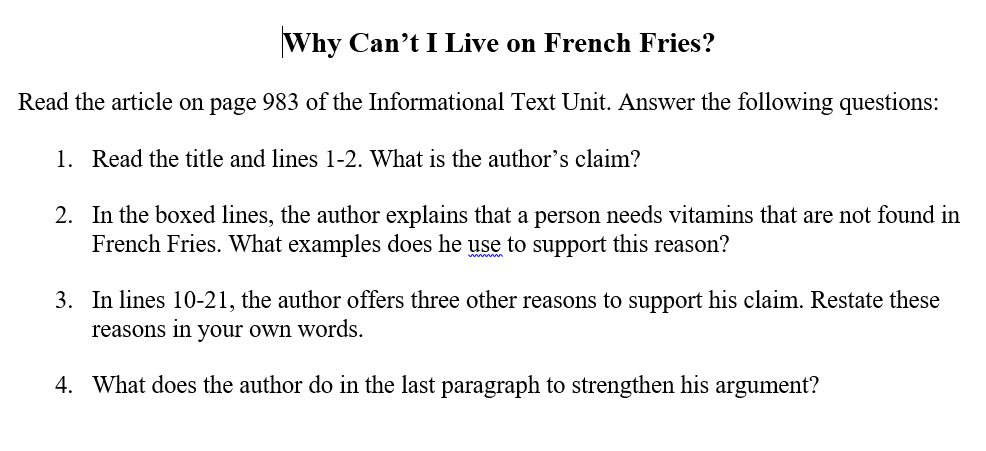 Why Can’t I Live on French Fries?
Read the article on page 983 of the Informational Text Unit. Answer the following questions:
1. Read the title and lines 1-2. What is the author’s claim?
2. In the boxed lines, the author explains that a person needs vitamins that are not found in
French Fries. What examples does he use to support this reason?
3. In lines 10-21, the author offers three other reasons to support his claim. Restate these
reasons in your own words.
4. What does the author do in the last paragraph to strengthen his argument?